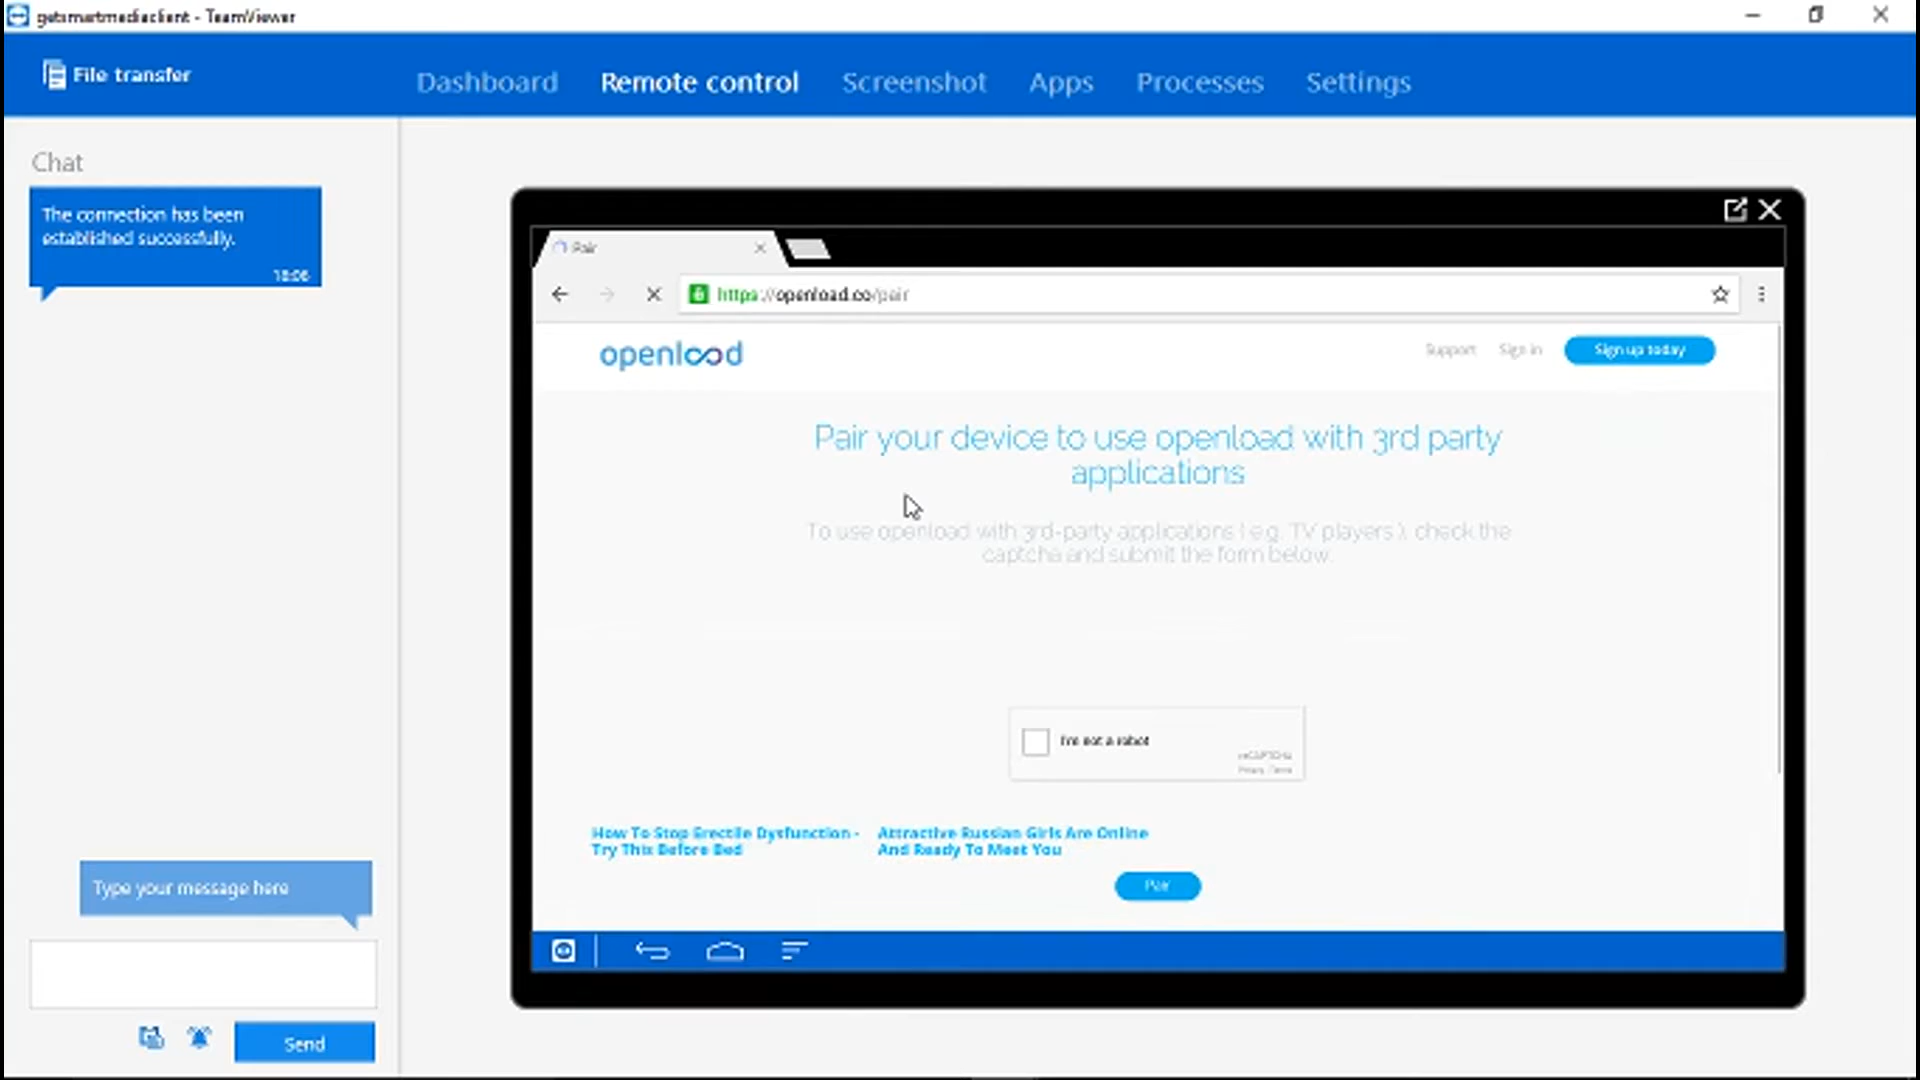 getsmartmediaclient - TeamViewer
File transfer
Dashboard Remote control Screenshot Apps Processes Settings
Chat
The connection has been
established successfully.
18:06
Type your message here
Send
Pair
https://openload.co/pair
openload
Support Sign in Sign up today
Pair your device to use openload with 3rd party
applications
To use openload with 3rd-party applications ( e.g. TV players ), check the
captcha and submit the form below.
I'm not a robot
reCAPTCHA
Privacy - Terms
How To Stop Erectile Dysfunction -
Try This Before Bed
Attractive Russian Girls Are Online
And Ready To Meet You
Pair